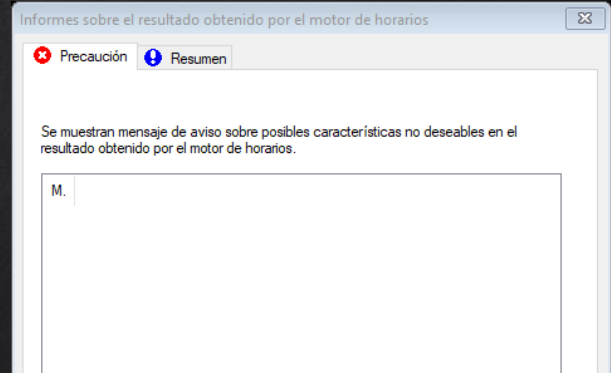 Informes sobre el resultado obtenido por el motor de horarios
Precaución
Resumen
Se muestran mensaje de aviso sobre posibles características no deseables en el
resultado obtenido por el motor de horarios.
M.